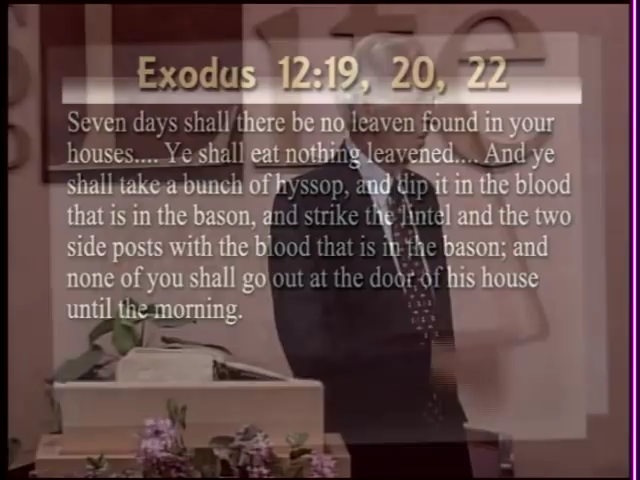 Exodus 12:19, 20, 22
Seven days shall there be no leaven found in your
houses.... Ye shall eat nothing leavened.... And ye
shall take a bunch of hyssop, and dip it in the blood
that is in the bason, and strike the lintel and the two
side posts with the blood that is in the bason; and
none of you shall go out at the door of his house
until the morning.